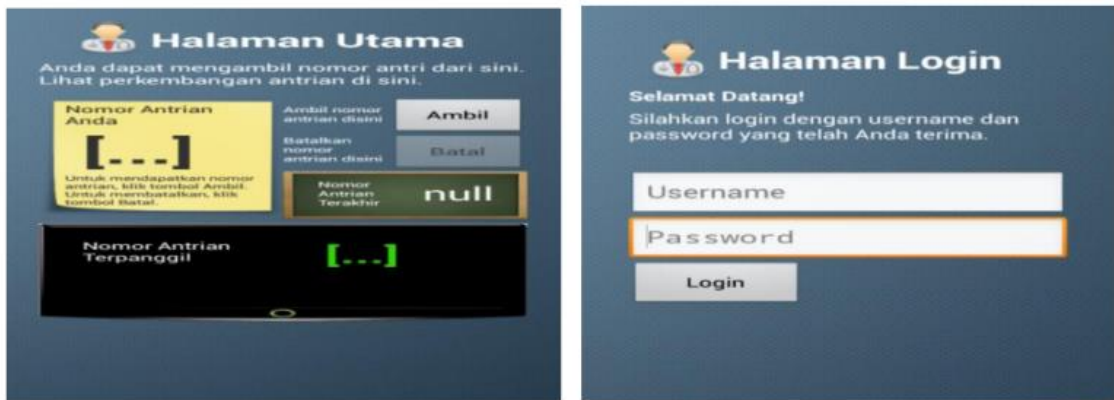 Halaman Utama
Anda dapat mengambil nomor antri dari sini.
Lihat perkembangan antrian di sini.
Nomor Antrian
Anda
[...]
Untuk mendapatkan nomor
antrian, klik tombol Ambil.
Untuk membatalkan, klik
tombol Batal.
Ambil nomor
antrian disini
Ambil
Batalkan
nomor
antrian disini
Batal
Nomor
Antrian
Terakhir
null
Nomor Antrian
Terpanggil
[...]
Halaman Login
Selamat Datang!
Silahkan login dengan username dan
password yang telah Anda terima.
Username
Password
Login